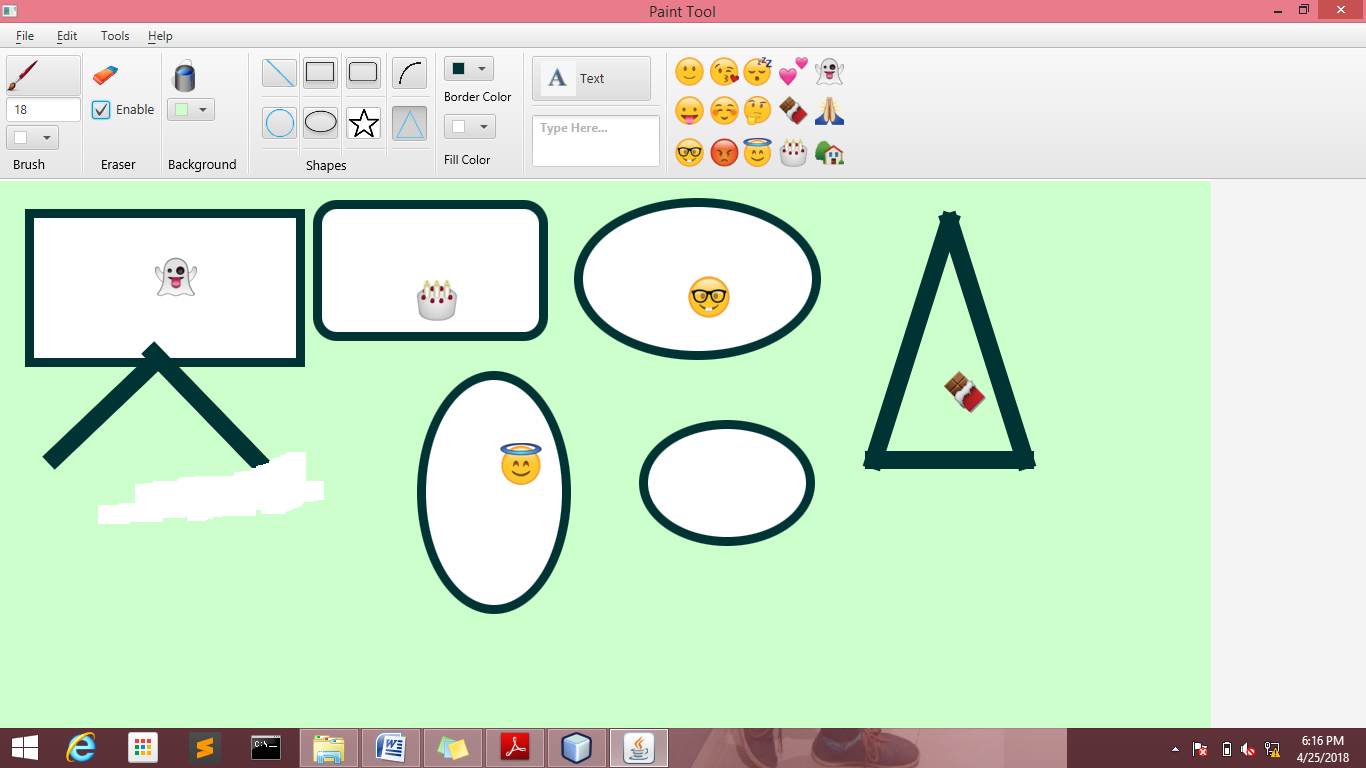 Paint Tool
File Edit Tools Help
18
Enable
A Text
Border Color
Type Here...
Brush Eraser Background Shapes Fill Color
C:\.
6:16 PM
4/25/2018